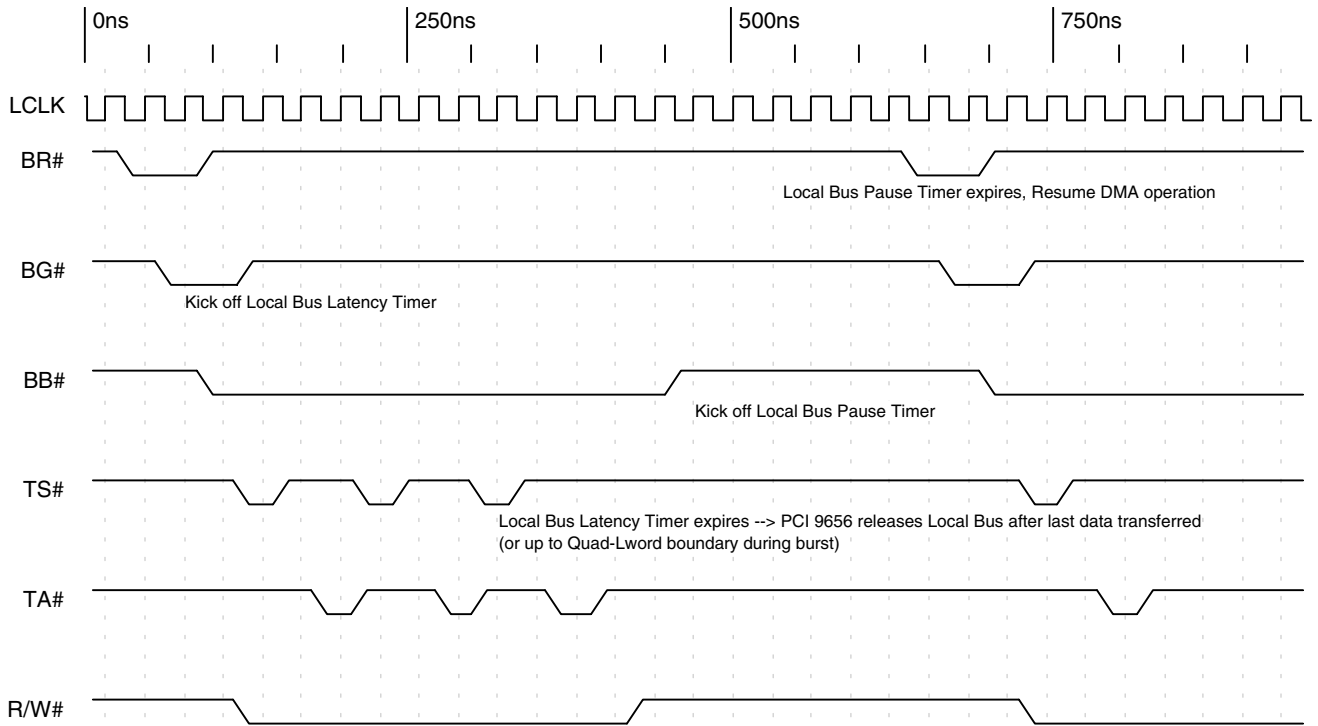 0ns 250ns 500ns 750ns
LCLK
BR#
Local Bus Pause Timer expires, Resume DMA operation
BG#
Kick off Local Bus Latency Timer
BB#
Kick off Local Bus Pause Timer
TS#
Local Bus Latency Timer expires --> PCI 9656 releases Local Bus after last data transferred
(or up to Quad-Lword boundary during burst)
TA#
R/W#